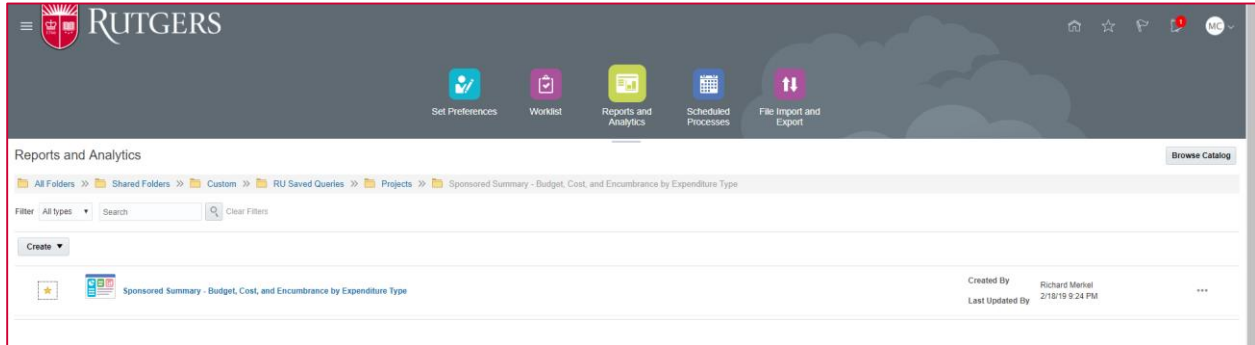 RUTGERS
1
MC
Set Preferences
Worklist
Reports and
Analytics
Scheduled
Processes
File Import and
Export
Reports and Analytics
Browse Catalog
All Folders » Shared Folders » Custom » RU Saved Queries » Projects » Sponsored Summary - Budget, Cost, and Encumbrance by Expenditure Type
Filter All types Search Clear Filters
Create
Sponsored Summary - Budget, Cost, and Encumbrance by Expenditure Type
Created By Richard Merkel
Last Updated By 2/18/19 9:24 PM